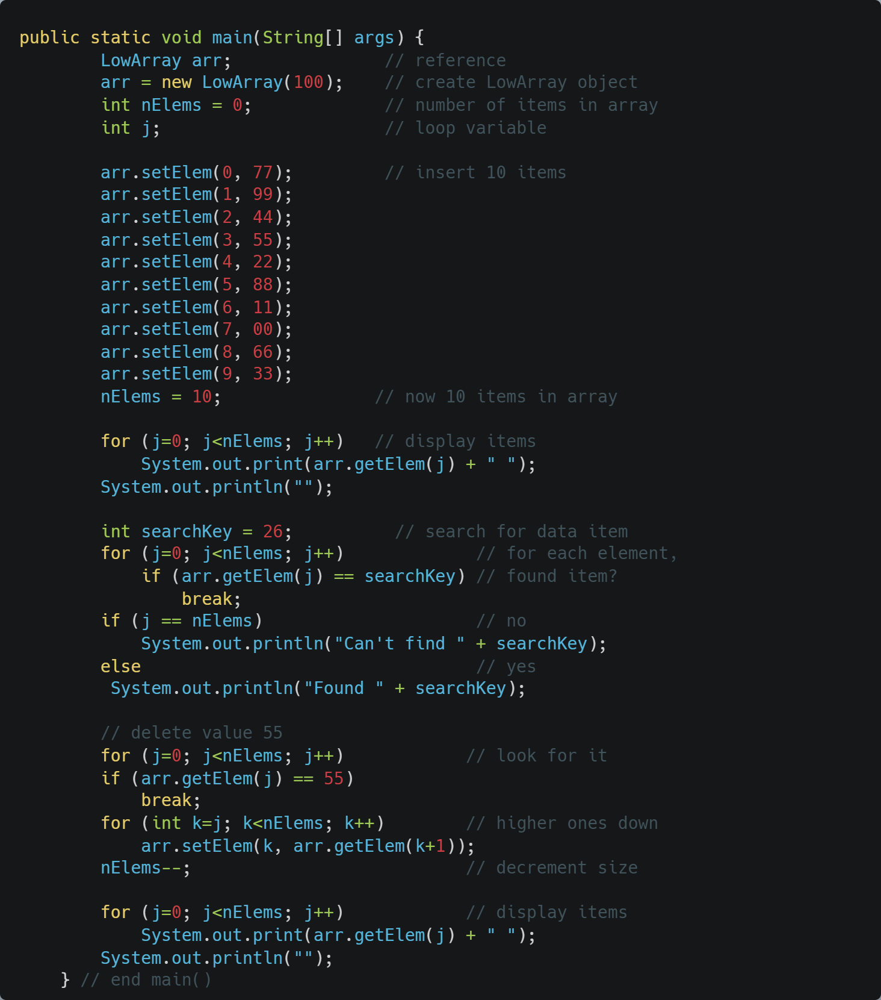 public static void main(String[] args) {
        LowArray arr;               // reference
        arr = new LowArray(100);    // create LowArray object
        int nElems = 0;             // number of items in array
        int j;                      // loop variable

        arr.setElem(0, 77);         // insert 10 items
        arr.setElem(1, 99);
        arr.setElem(2, 44);
        arr.setElem(3, 55);
        arr.setElem(4, 22);
        arr.setElem(5, 88);
        arr.setElem(6, 11);
        arr.setElem(7, 00);
        arr.setElem(8, 66);
        arr.setElem(9, 33);
        nElems = 10;               // now 10 items in array

        for (j=0; j<nElems; j++)   // display items
            System.out.print(arr.getElem(j) + " ");
        System.out.println("");

        int searchKey = 26;          // search for data item
        for (j=0; j<nElems; j++)             // for each element,
            if (arr.getElem(j) == searchKey) // found item?
                break;
        if (j == nElems)                     // no
            System.out.println("Can't find " + searchKey);
        else                                 // yes
         System.out.println("Found " + searchKey);

        // delete value 55
        for (j=0; j<nElems; j++)            // look for it
        if (arr.getElem(j) == 55)
            break;
        for (int k=j; k<nElems; k++)        // higher ones down
            arr.setElem(k, arr.getElem(k+1));
        nElems--;                           // decrement size

        for (j=0; j<nElems; j++)            // display items
            System.out.print(arr.getElem(j) + " ");
        System.out.println("");
    } // end main()